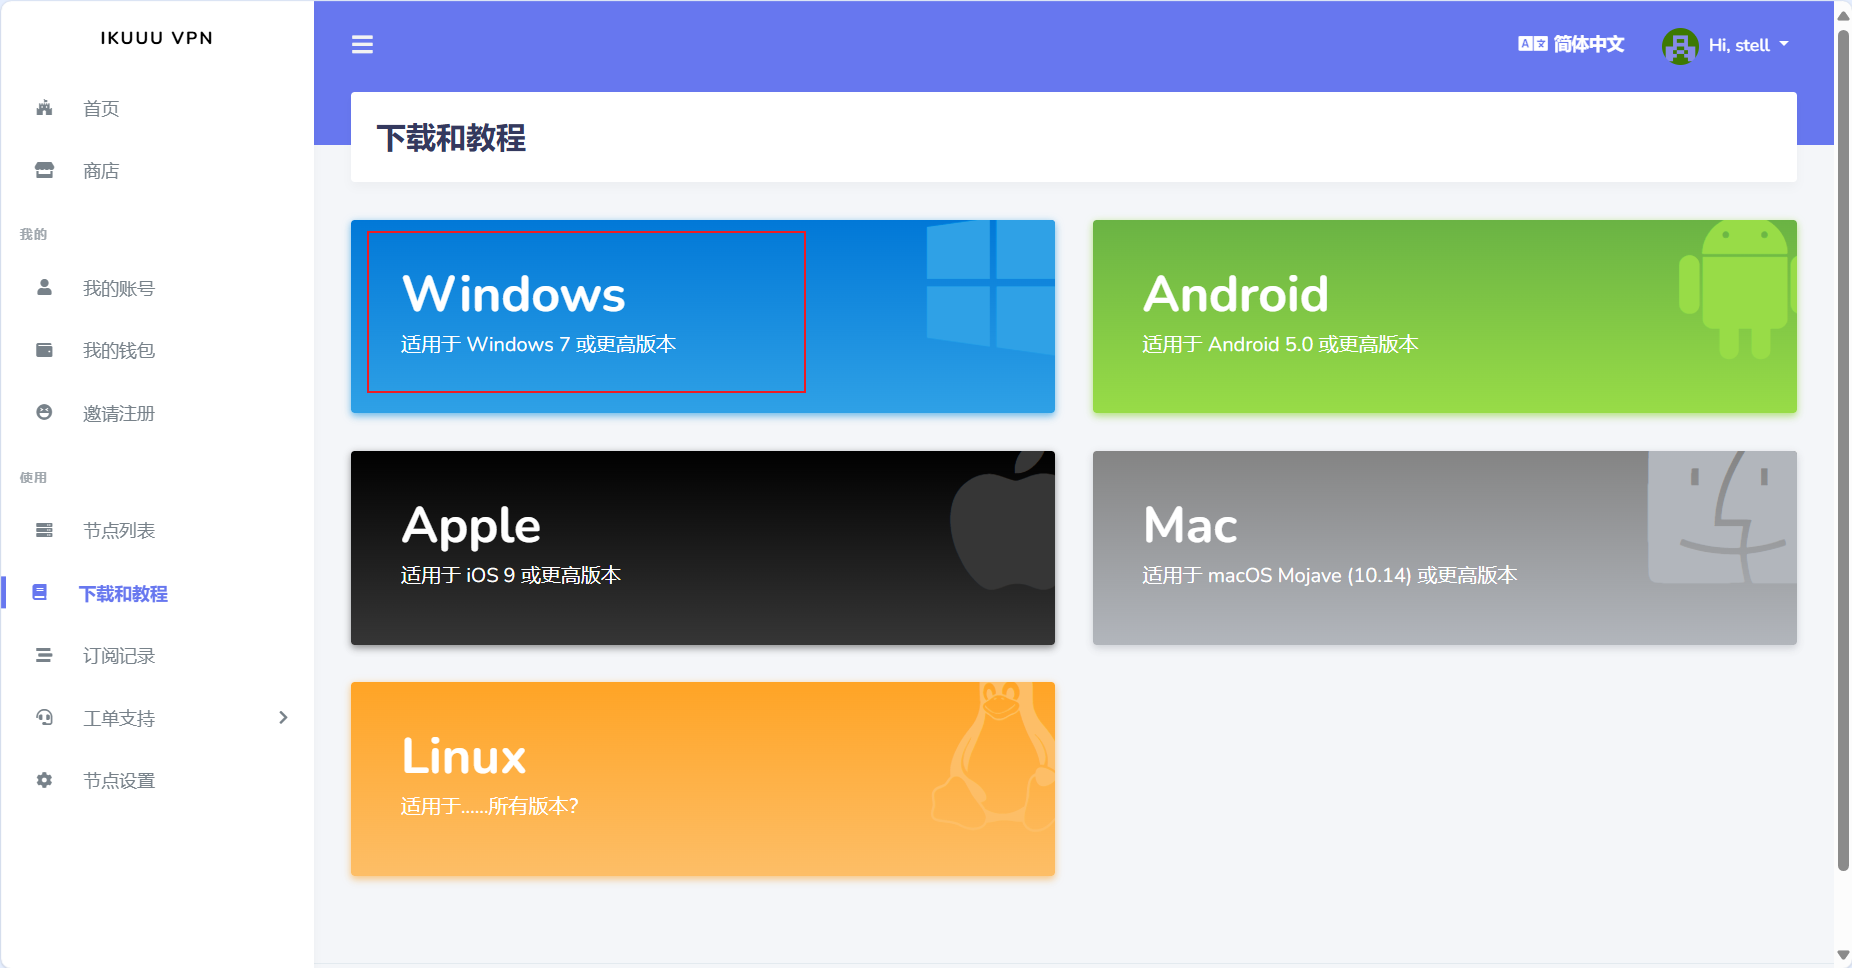 IKUUU VPN
简体中文
Hi, stell
首页
商店
我的
我的账号
我的钱包
邀请注册
使用
节点列表
下载和教程
订阅记录
工单支持
节点设置
下载和教程
Windows
适用于 Windows 7 或更高版本
Android
适用于 Android 5.0 或更高版本
Apple
适用于 iOS 9 或更高版本
Mac
适用于 macOS Mojave (10.14) 或更高版本
Linux
适用于......所有版本?